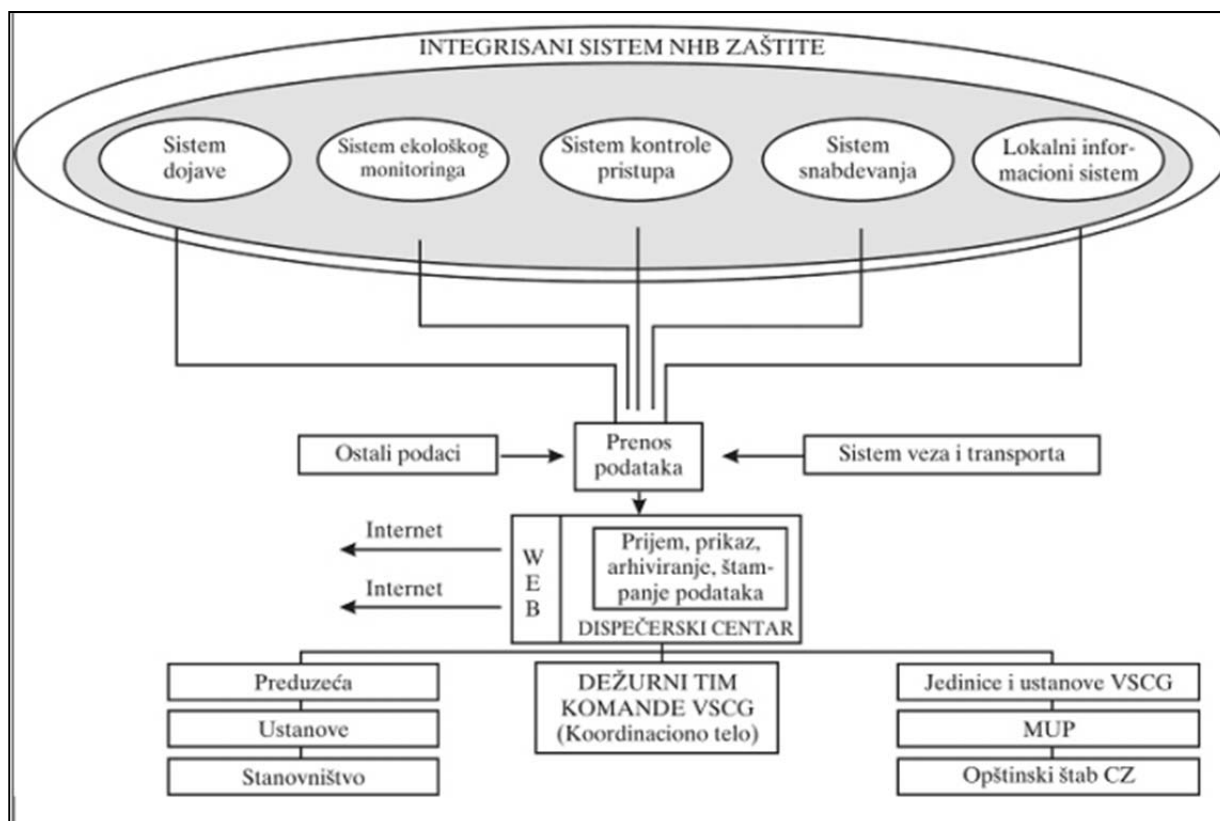 INTEGRISANI SISTEM NHB ZAŠTITE
Sistem
dojave
Sistem ekološkog
monitoringa
Sistem kontrole
pristupa
Sistem
snabdevanja
Lokalni infor-
macioni sistem
Ostali podaci
Prenos
podataka
Sistem veza i transporta
Internet
Internet
W
E
B
Prijem, prikaz,
arhiviranje, štam-
panje podataka
DISPEČERSKI CENTAR
Preduzeća
Ustanove
Stanovništvo
DEŽURNI TIM
KOMANDE VSCG
(Koordinaciono telo)
Jedinice i ustanove VSCG
MUP
Opštinski štab CZ